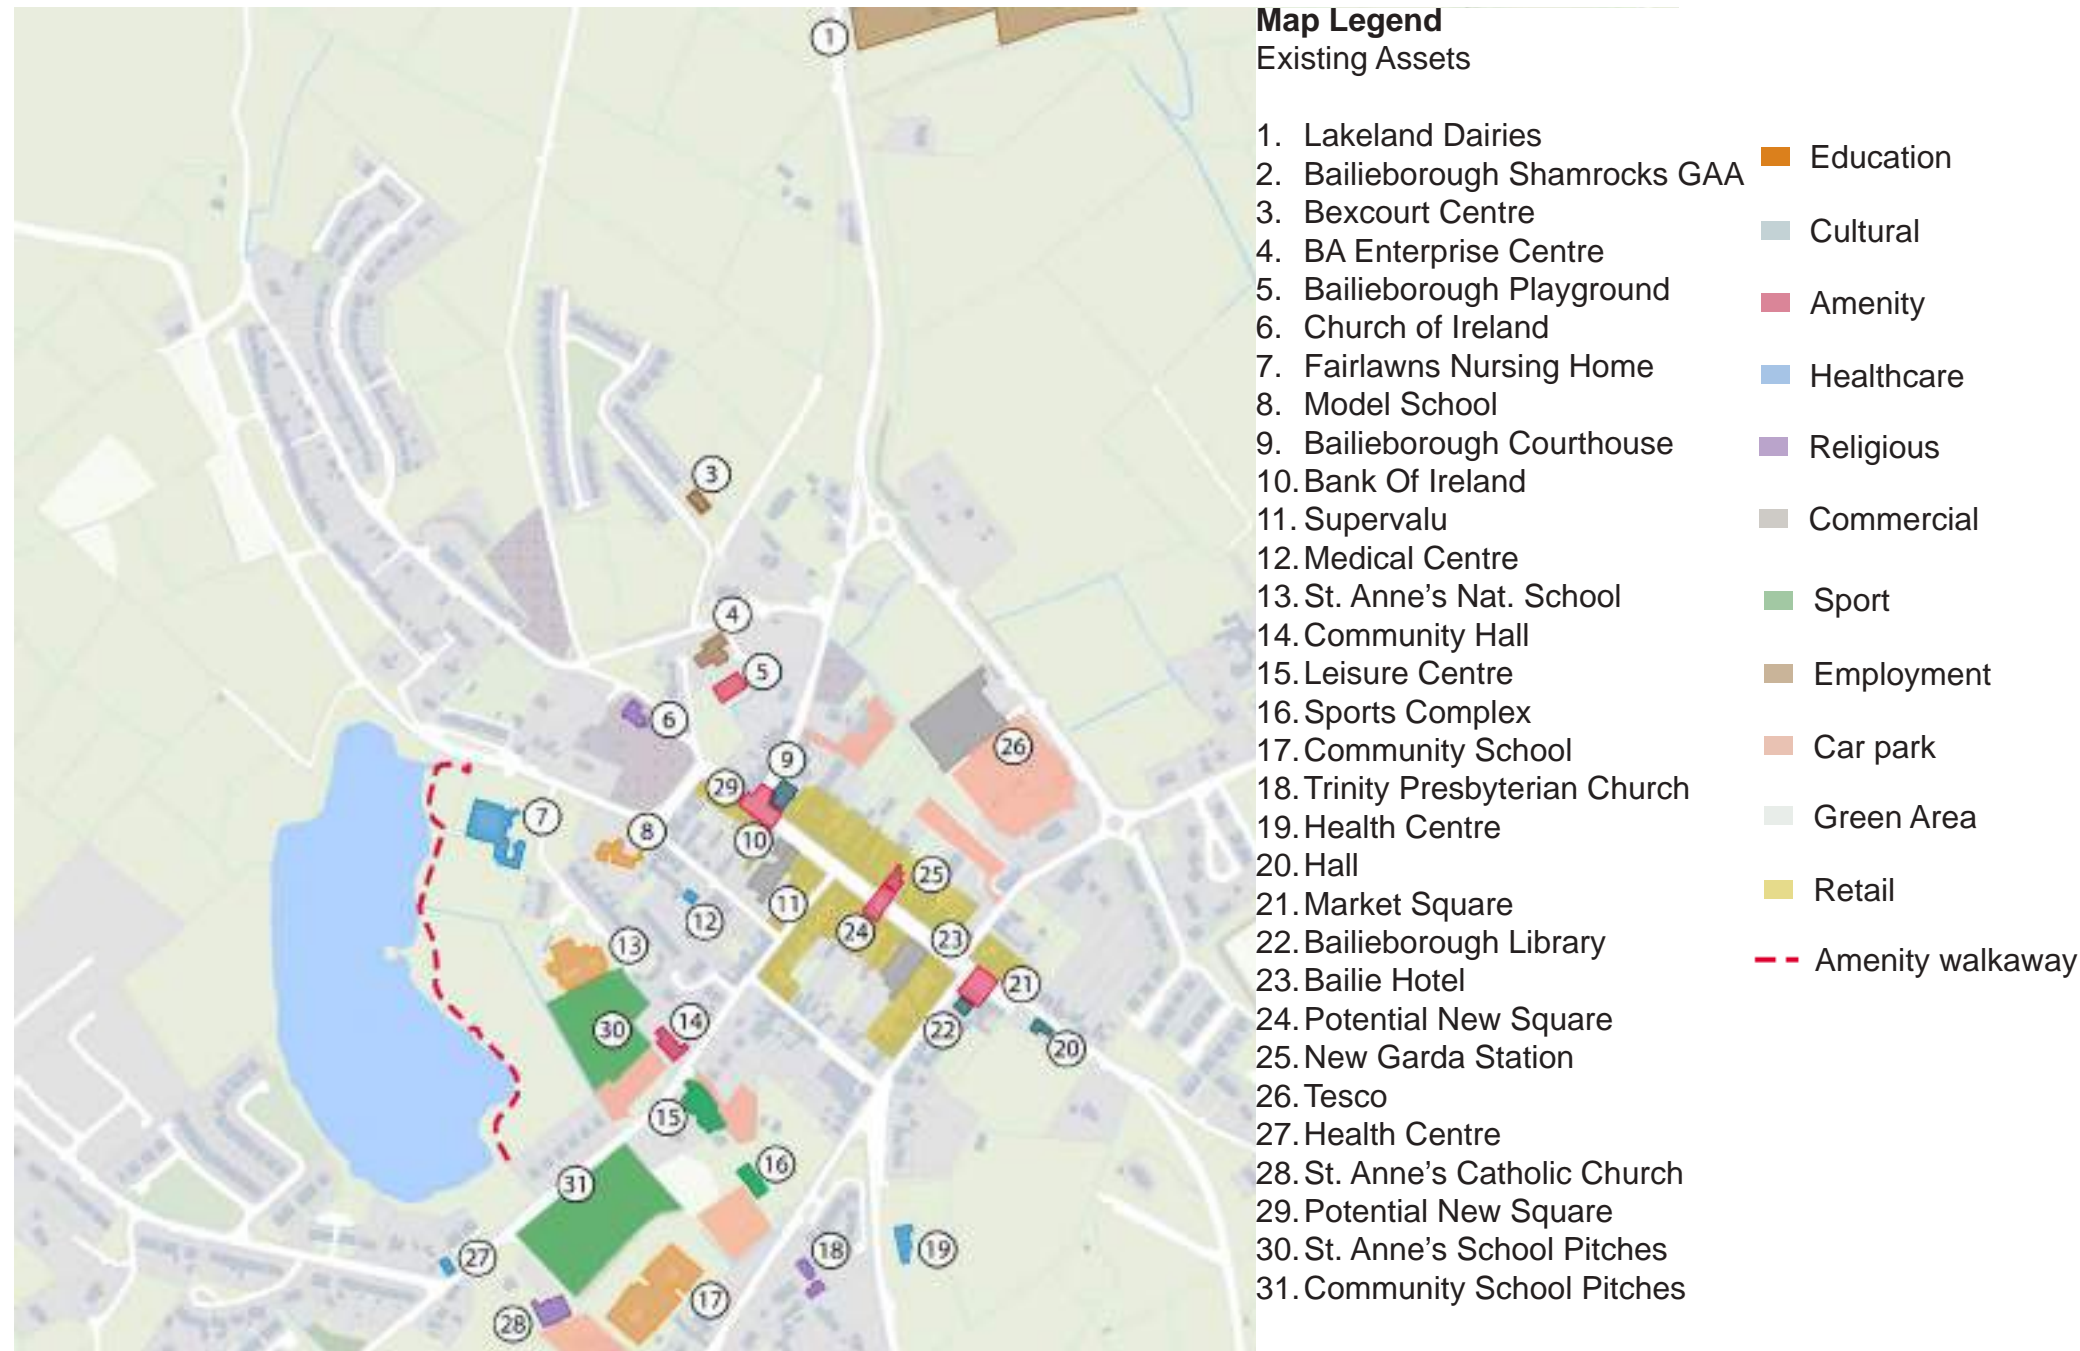 Map Legend
Existing Assets
1. Lakeland Dairies
2. Bailieborough Shamrocks GAA
3. Bexcourt Centre
4. BA Enterprise Centre
5. Bailieborough Playground
6. Church of Ireland
7. Fairlawns Nursing Home
8. Model School
9. Bailieborough Courthouse
10. Bank Of Ireland
11. Supervalu
12. Medical Centre
13. St. Anne’s Nat. School
14. Community Hall
15. Leisure Centre
16. Sports Complex
17. Community School
18. Trinity Presbyterian Church
19. Health Centre
20. Hall
21. Market Square
22. Bailieborough Library
23. Bailie Hotel
24. Potential New Square
25. New Garda Station
26. Tesco
27. Health Centre
28. St. Anne’s Catholic Church
29. Potential New Square
30. St. Anne’s School Pitches
31. Community School Pitches
Education
Cultural
Amenity
Healthcare
Religious
Commercial
Sport
Employment
Car park
Green Area
Retail
Amenity walkaway
1
3
4
5
6
9
26
29
7
8
10
25
11
12
24
23
13
21
14
30
22
20
15
16
31
18
19
27
17
28